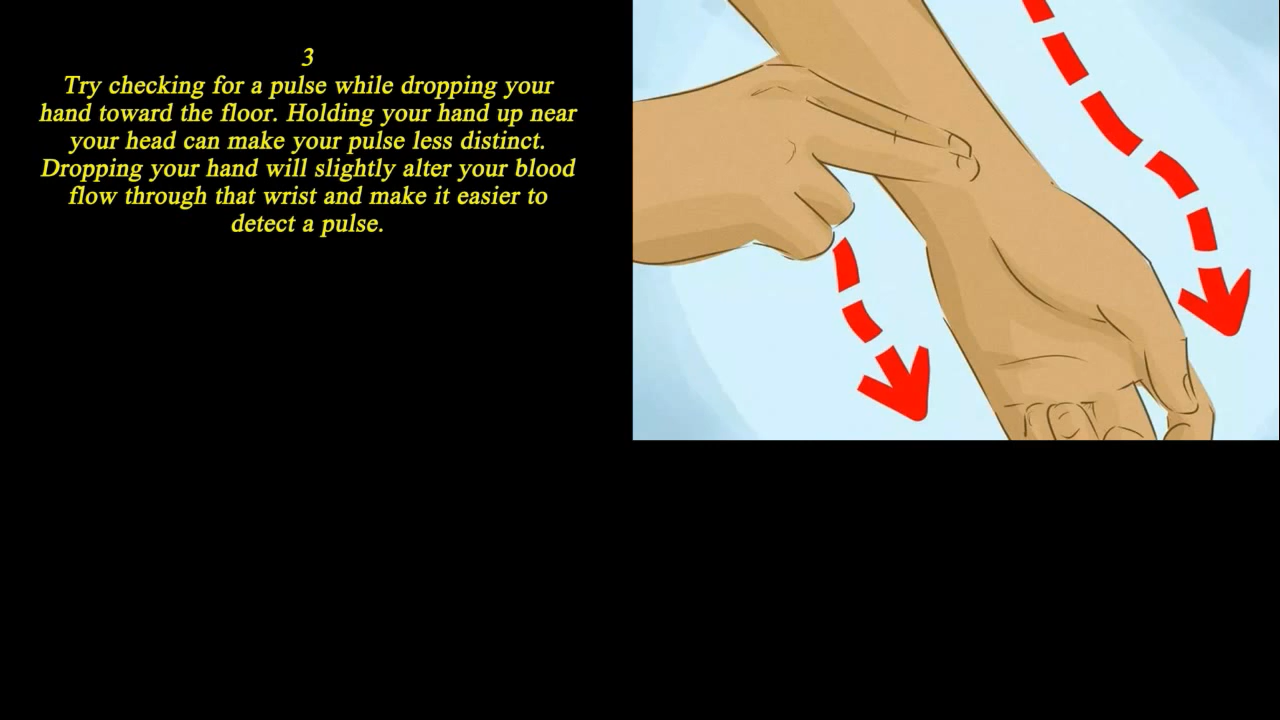 3
Try checking for a pulse while dropping your
hand toward the floor. Holding your hand up near
your head can make your pulse less distinct.
Dropping your hand will slightly alter your blood
flow through that wrist and make it easier to
detect a pulse.